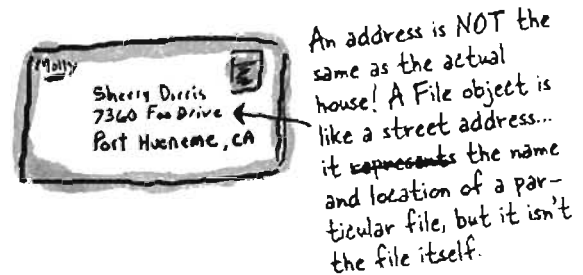 Molly
Sherry Dorris
7360 Foo Drive
Port Hueneme, CA
An address is NOT the
same as the actual
house! A File object is
like a street address...
it represents the name
and location of a par-
ticular file, but it isn't
the file itself.